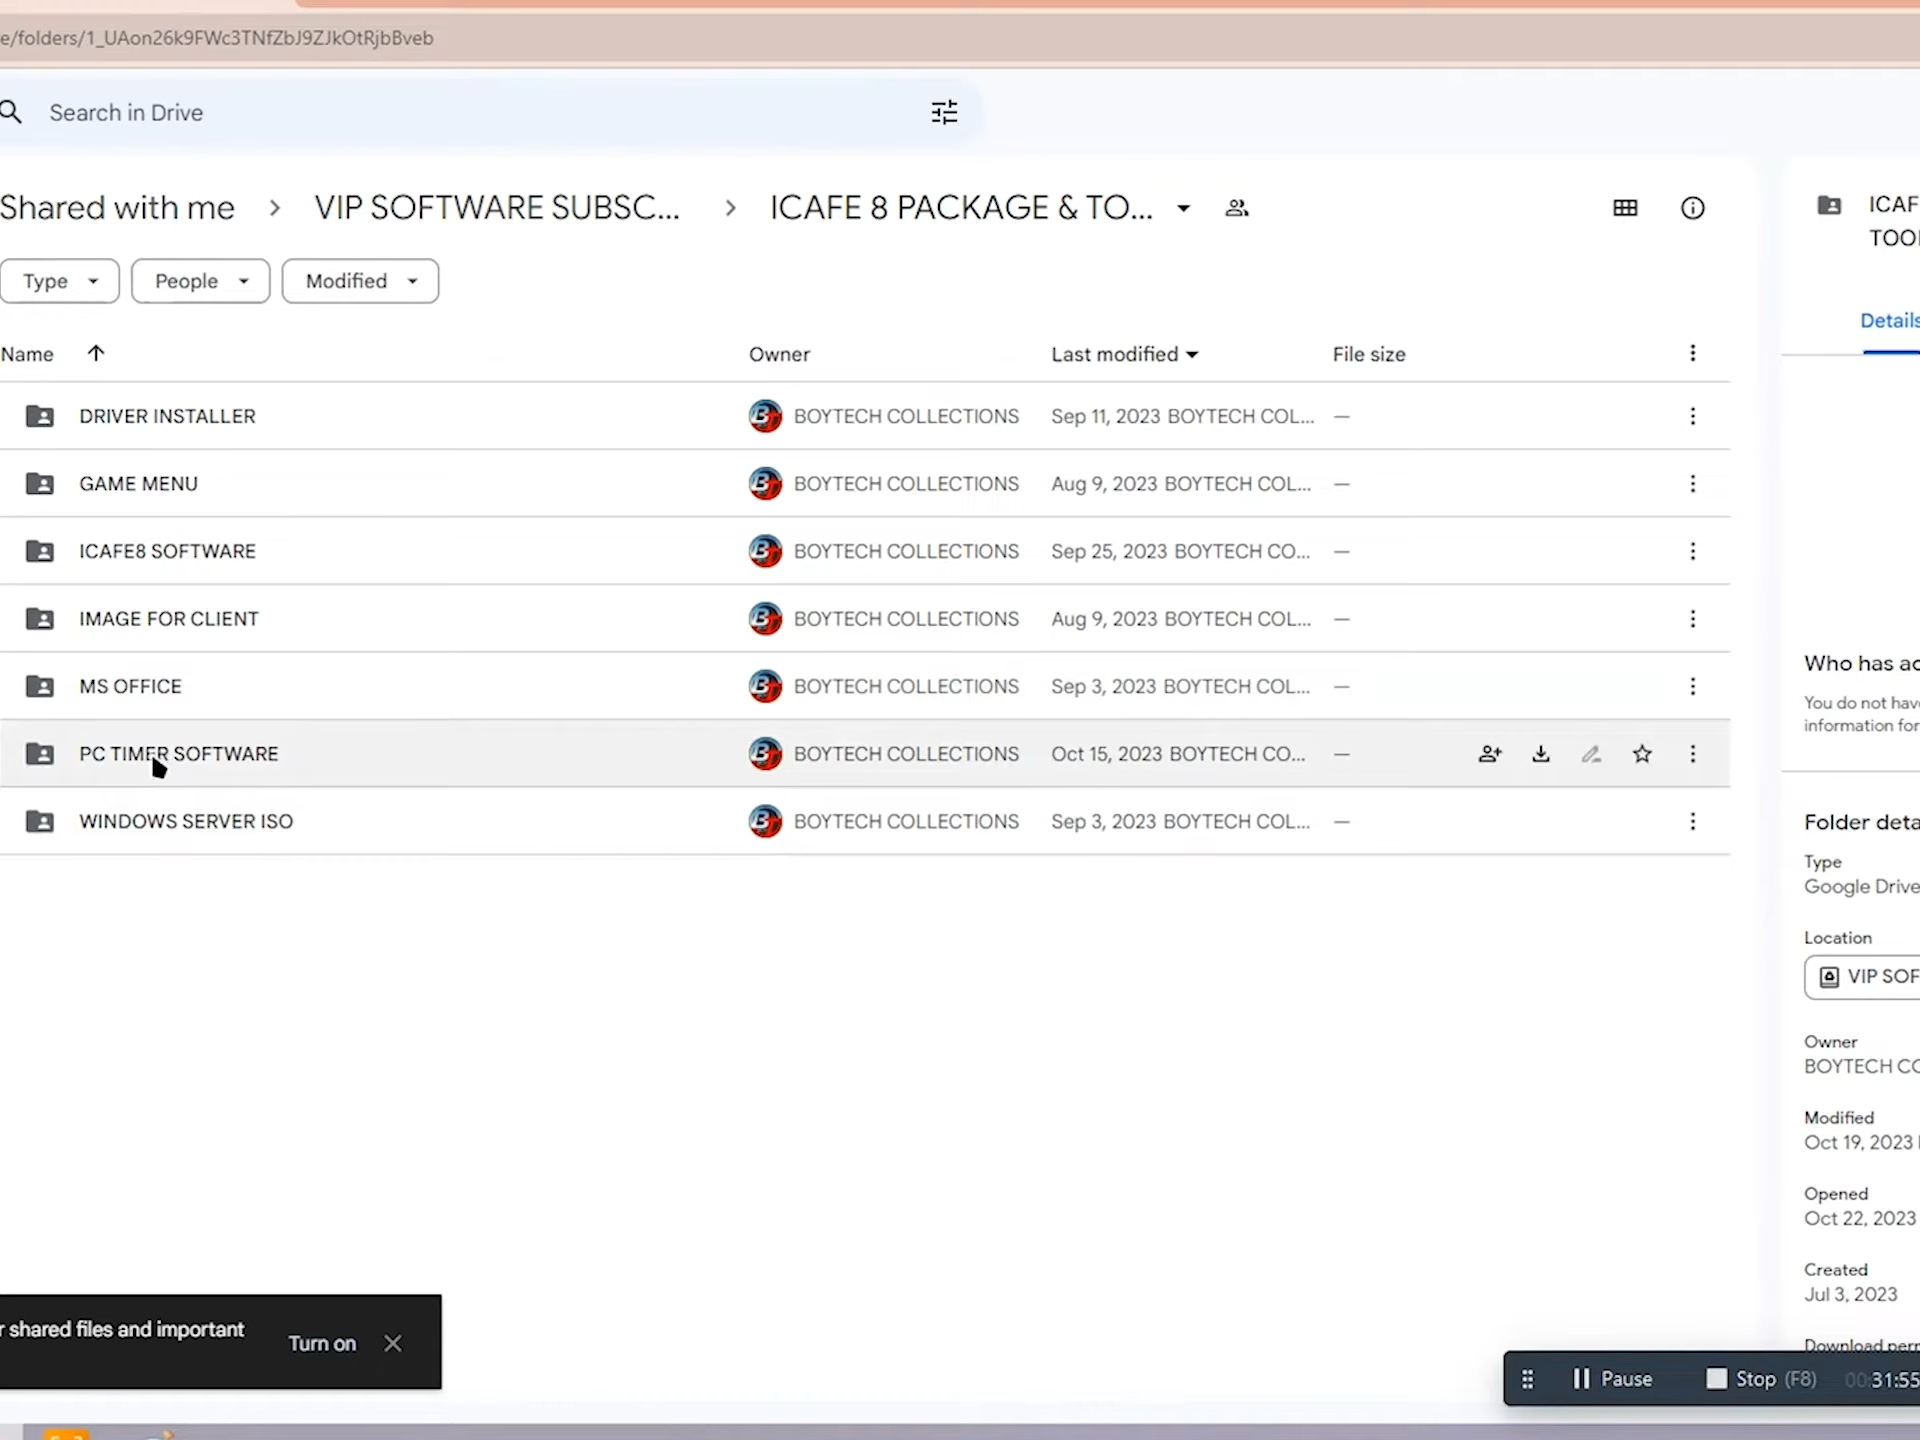 e/folders/1_UAon26k9FWc3TNfZbJ9ZJkOtRjbBveb
Search in Drive
Shared with me > VIP SOFTWARE SUBSC... > ICAFE 8 PACKAGE & TO...
Type People Modified
Name Owner Last modified File size
DRIVER INSTALLER BOYTECH COLLECTIONS Sep 11, 2023 BOYTECH COL... —
GAME MENU BOYTECH COLLECTIONS Aug 9, 2023 BOYTECH COL... —
ICAFE8 SOFTWARE BOYTECH COLLECTIONS Sep 25, 2023 BOYTECH CO... —
IMAGE FOR CLIENT BOYTECH COLLECTIONS Aug 9, 2023 BOYTECH COL... —
MS OFFICE BOYTECH COLLECTIONS Sep 3, 2023 BOYTECH COL... —
PC TIMER SOFTWARE BOYTECH COLLECTIONS Oct 15, 2023 BOYTECH CO... —
WINDOWS SERVER ISO BOYTECH COLLECTIONS Sep 3, 2023 BOYTECH COL... —
ICAF
TOO
Details
Who has ac
You do not have
information for
Folder deta
Type
Google Drive
Location
VIP SOF
Owner
BOYTECH CO
Modified
Oct 19, 2023
Opened
Oct 22, 2023
Created
Jul 3, 2023
Download perm
r shared files and important
Turn on
Pause Stop (F8) 00:31:55